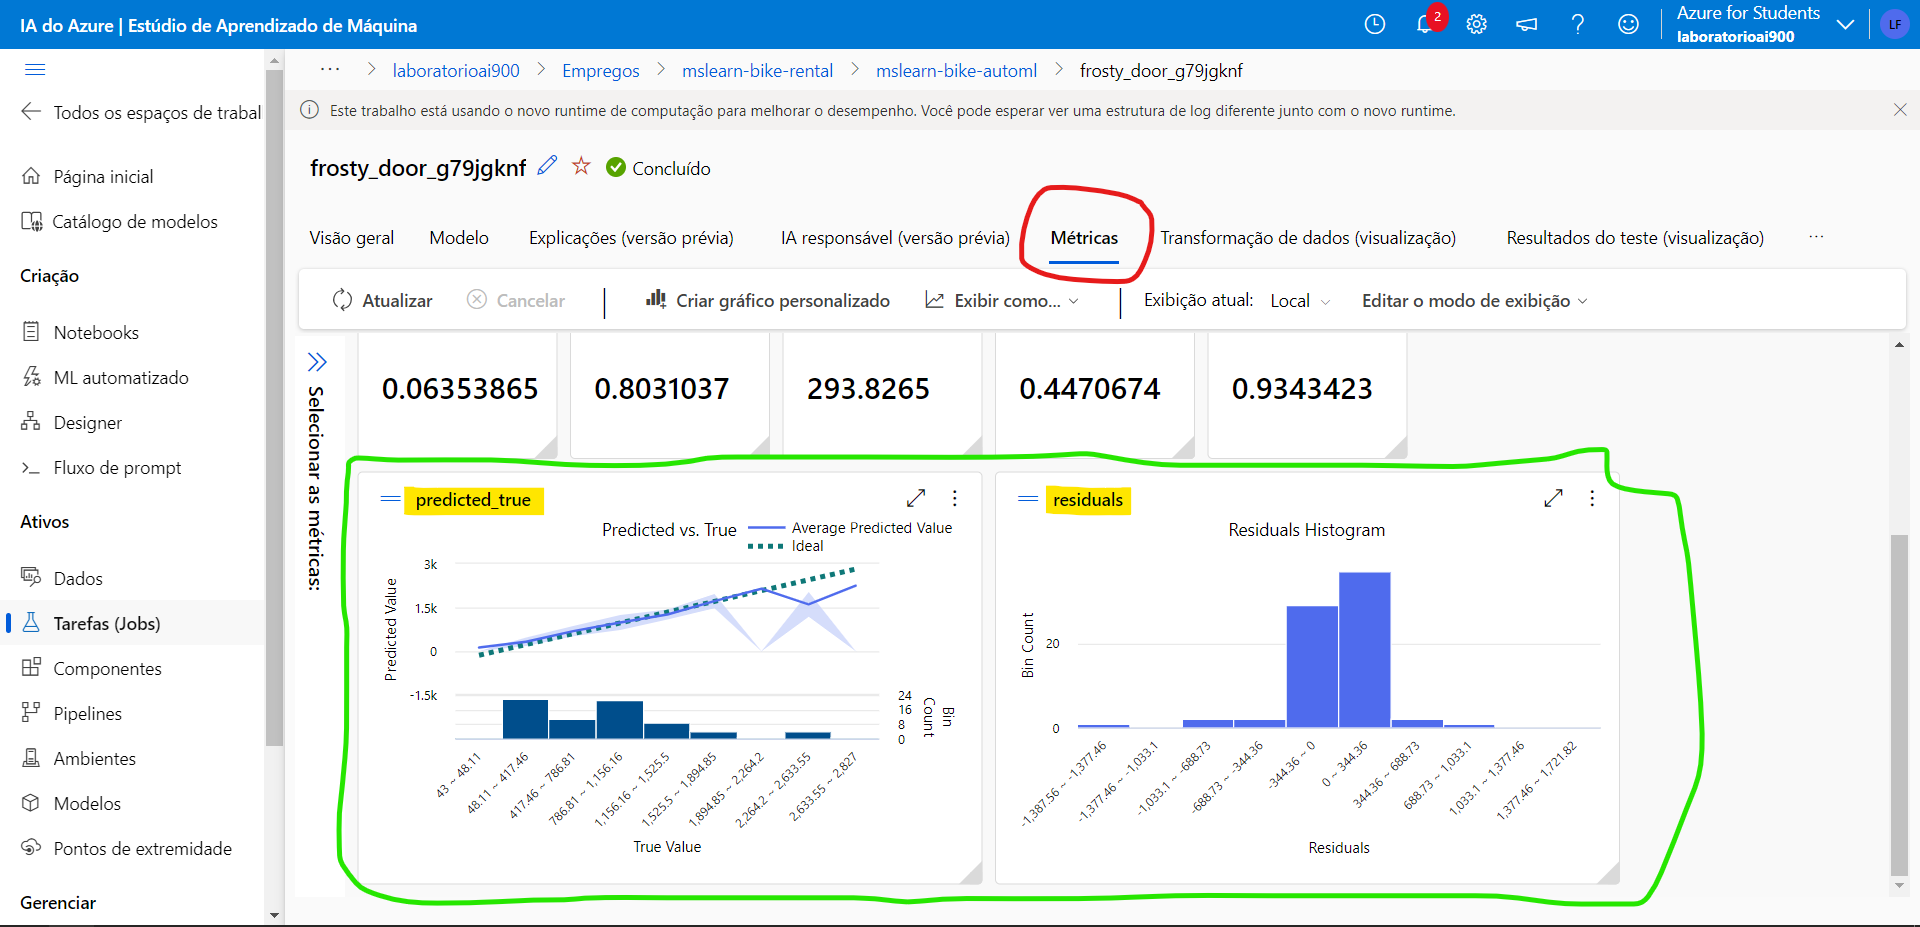 IA do Azure | Estúdio de Aprendizado de Máquina
2
Azure for Students
laboratorioai900
LF
Todos os espaços de trabal
Página inicial
Catálogo de modelos
Criação
Notebooks
ML automatizado
Designer
Fluxo de prompt
Ativos
Dados
Tarefas (Jobs)
Componentes
Pipelines
Ambientes
Modelos
Pontos de extremidade
Gerenciar
... > laboratorioai900 > Empregos > mslearn-bike-rental > mslearn-bike-automl > frosty_door_g79jgknf
Este trabalho está usando o novo runtime de computação para melhorar o desempenho. Você pode esperar ver uma estrutura de log diferente junto com o novo runtime.
frosty_door_g79jgknf Concluído
Visão geral Modelo Explicações (versão prévia) IA responsável (versão prévia) Métricas Transformação de dados (visualização) Resultados do teste (visualização) ...
Atualizar Cancelar Criar gráfico personalizado Exibir como... Exibição atual: Local Editar o modo de exibição
Selecionar as métricas:
0.06353865 0.8031037 293.8265 0.4470674 0.9343423
predicted_true
Predicted vs. True
Average Predicted Value
Ideal
Predicted Value
3k
1.5k
0
-1.5k
24
16
8
0
Bin Count
43 ~ 48.11
48.11 ~ 417.46
417.46 ~ 786.81
786.81 ~ 1,156.16
1,156.16 ~ 1,525.5
1,525.5 ~ 1,894.85
1,894.85 ~ 2,264.2
2,264.2 ~ 2,633.55
2,633.55 ~ 2,827
True Value
residuals
Residuals Histogram
Bin Count
20
0
-1,387.56 ~ -1,377.46
-1,377.46 ~ -1,033.1
-1,033.1 ~ -688.73
-688.73 ~ -344.36
-344.36 ~ 0
0 ~ 344.36
344.36 ~ 688.73
688.73 ~ 1,033.1
1,033.1 ~ 1,377.46
1,377.46 ~ 1,721.82
Residuals